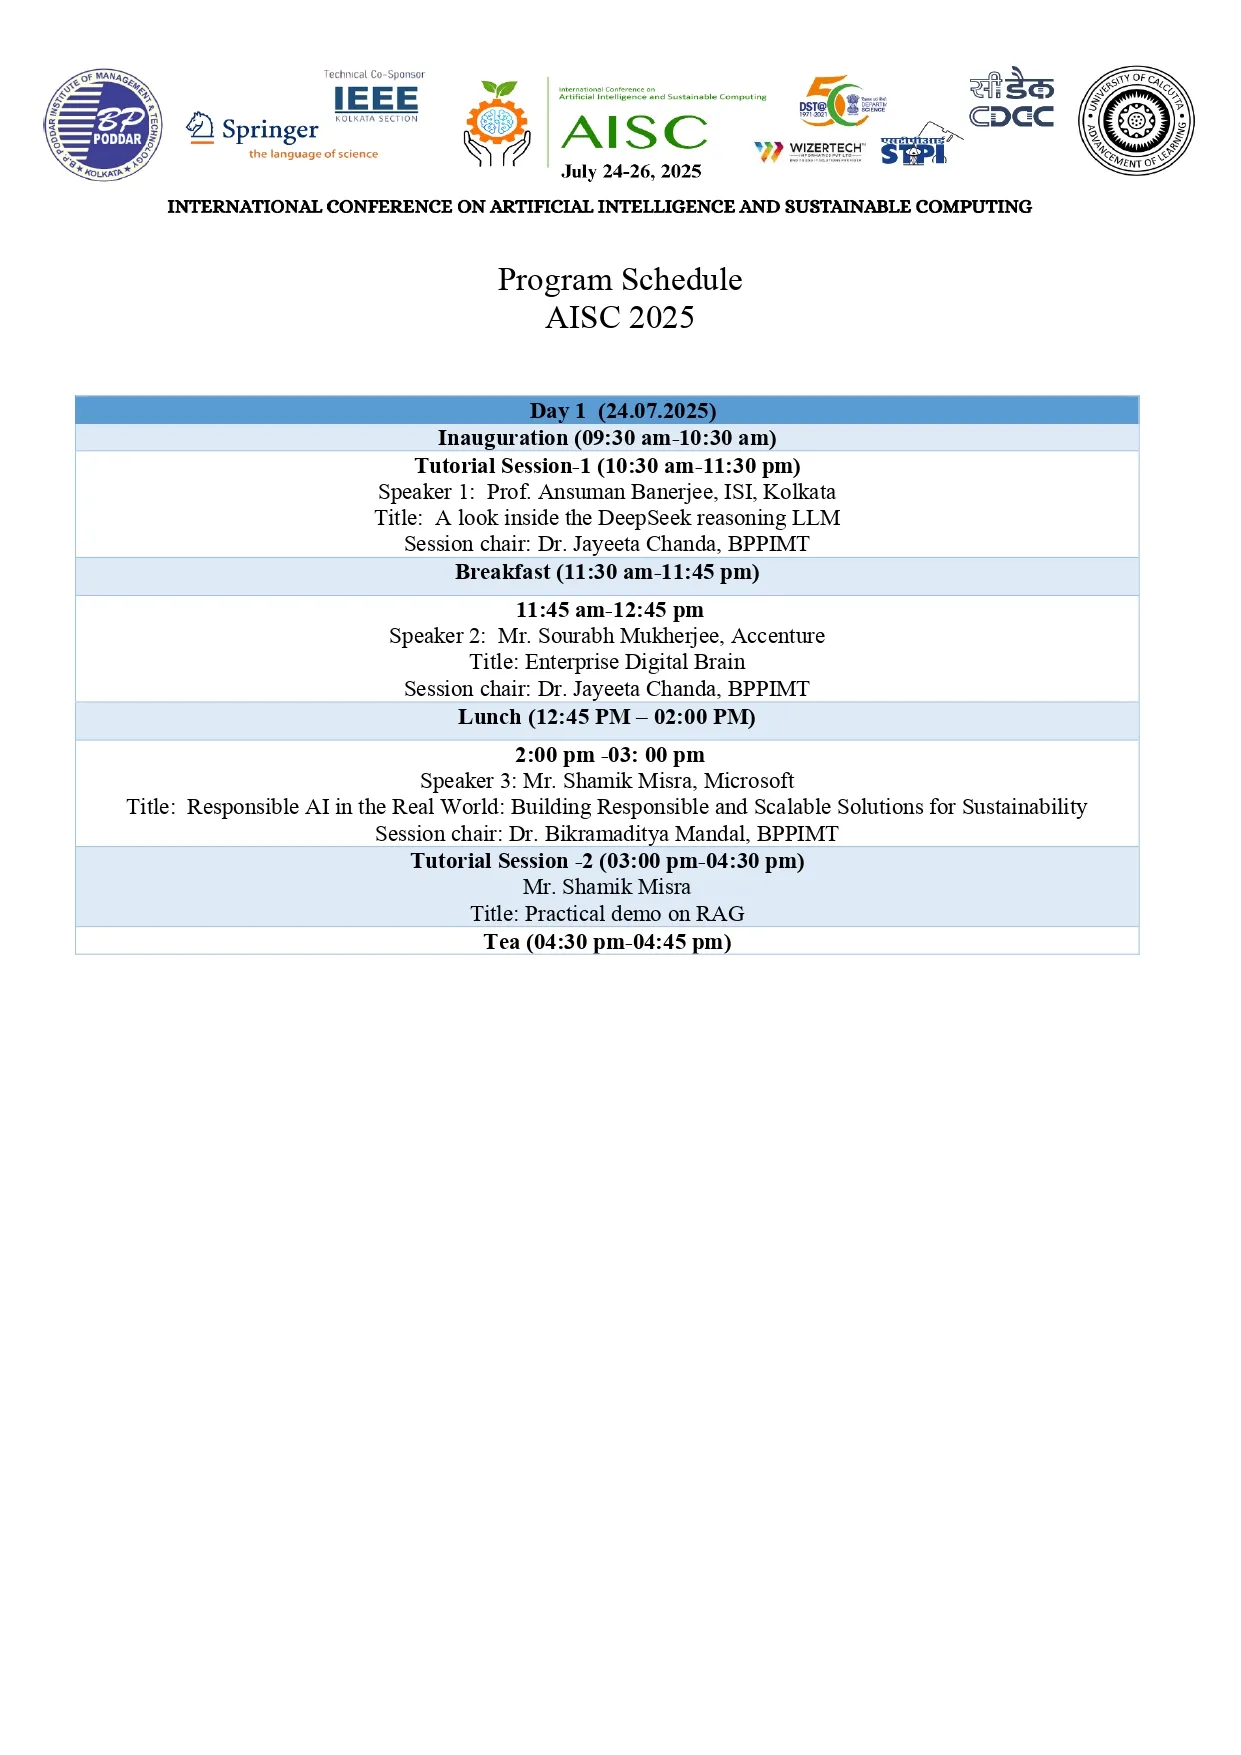 B.P. PODDAR INSTITUTE OF MANAGEMENT & TECHNOLOGY
BP
PODDAR
★ KOLKATA ★
Springer
the language of science
Technical Co-Sponsor
IEEE
KOLKATA SECTION
International Conference on
Artificial Intelligence and Sustainable Computing
AISC
July 24-26, 2025
50
DST@
1971-2021
WIZERTECH
INFORMATICS PVT LTD
STPI
सी डैक
CDAC
UNIVERSITY OF CALCUTTA
ADVANCEMENT OF LEARNING
INTERNATIONAL CONFERENCE ON ARTIFICIAL INTELLIGENCE AND SUSTAINABLE COMPUTING
Program Schedule
AISC 2025
Day 1 (24.07.2025)
Inauguration (09:30 am-10:30 am)
Tutorial Session-1 (10:30 am-11:30 pm)
Speaker 1: Prof. Ansuman Banerjee, ISI, Kolkata
Title: A look inside the DeepSeek reasoning LLM
Session chair: Dr. Jayeeta Chanda, BPPIMT
Breakfast (11:30 am-11:45 pm)
11:45 am-12:45 pm
Speaker 2: Mr. Sourabh Mukherjee, Accenture
Title: Enterprise Digital Brain
Session chair: Dr. Jayeeta Chanda, BPPIMT
Lunch (12:45 PM – 02:00 PM)
2:00 pm -03: 00 pm
Speaker 3: Mr. Shamik Misra, Microsoft
Title: Responsible AI in the Real World: Building Responsible and Scalable Solutions for Sustainability
Session chair: Dr. Bikramaditya Mandal, BPPIMT
Tutorial Session -2 (03:00 pm-04:30 pm)
Mr. Shamik Misra
Title: Practical demo on RAG
Tea (04:30 pm-04:45 pm)